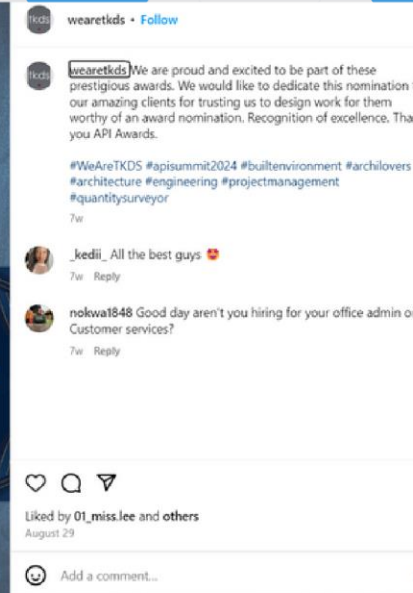 tkds wearetkds • Follow
tkds wearetkds We are proud and excited to be part of these
prestigious awards. We would like to dedicate this nomination
our amazing clients for trusting us to design work for them
worthy of an award nomination. Recognition of excellence. Tha
you API Awards.
#WeAreTKDS #apisummit2024 #builtenvironment #archilovers
#architecture #engineering #projectmanagement
#quantitysurveyor
7w
_kedii_ All the best guys 😍
7w Reply
nokwa1848 Good day aren't you hiring for your office admin o
Customer services?
7w Reply
Liked by 01_miss.lee and others
August 29
Add a comment...